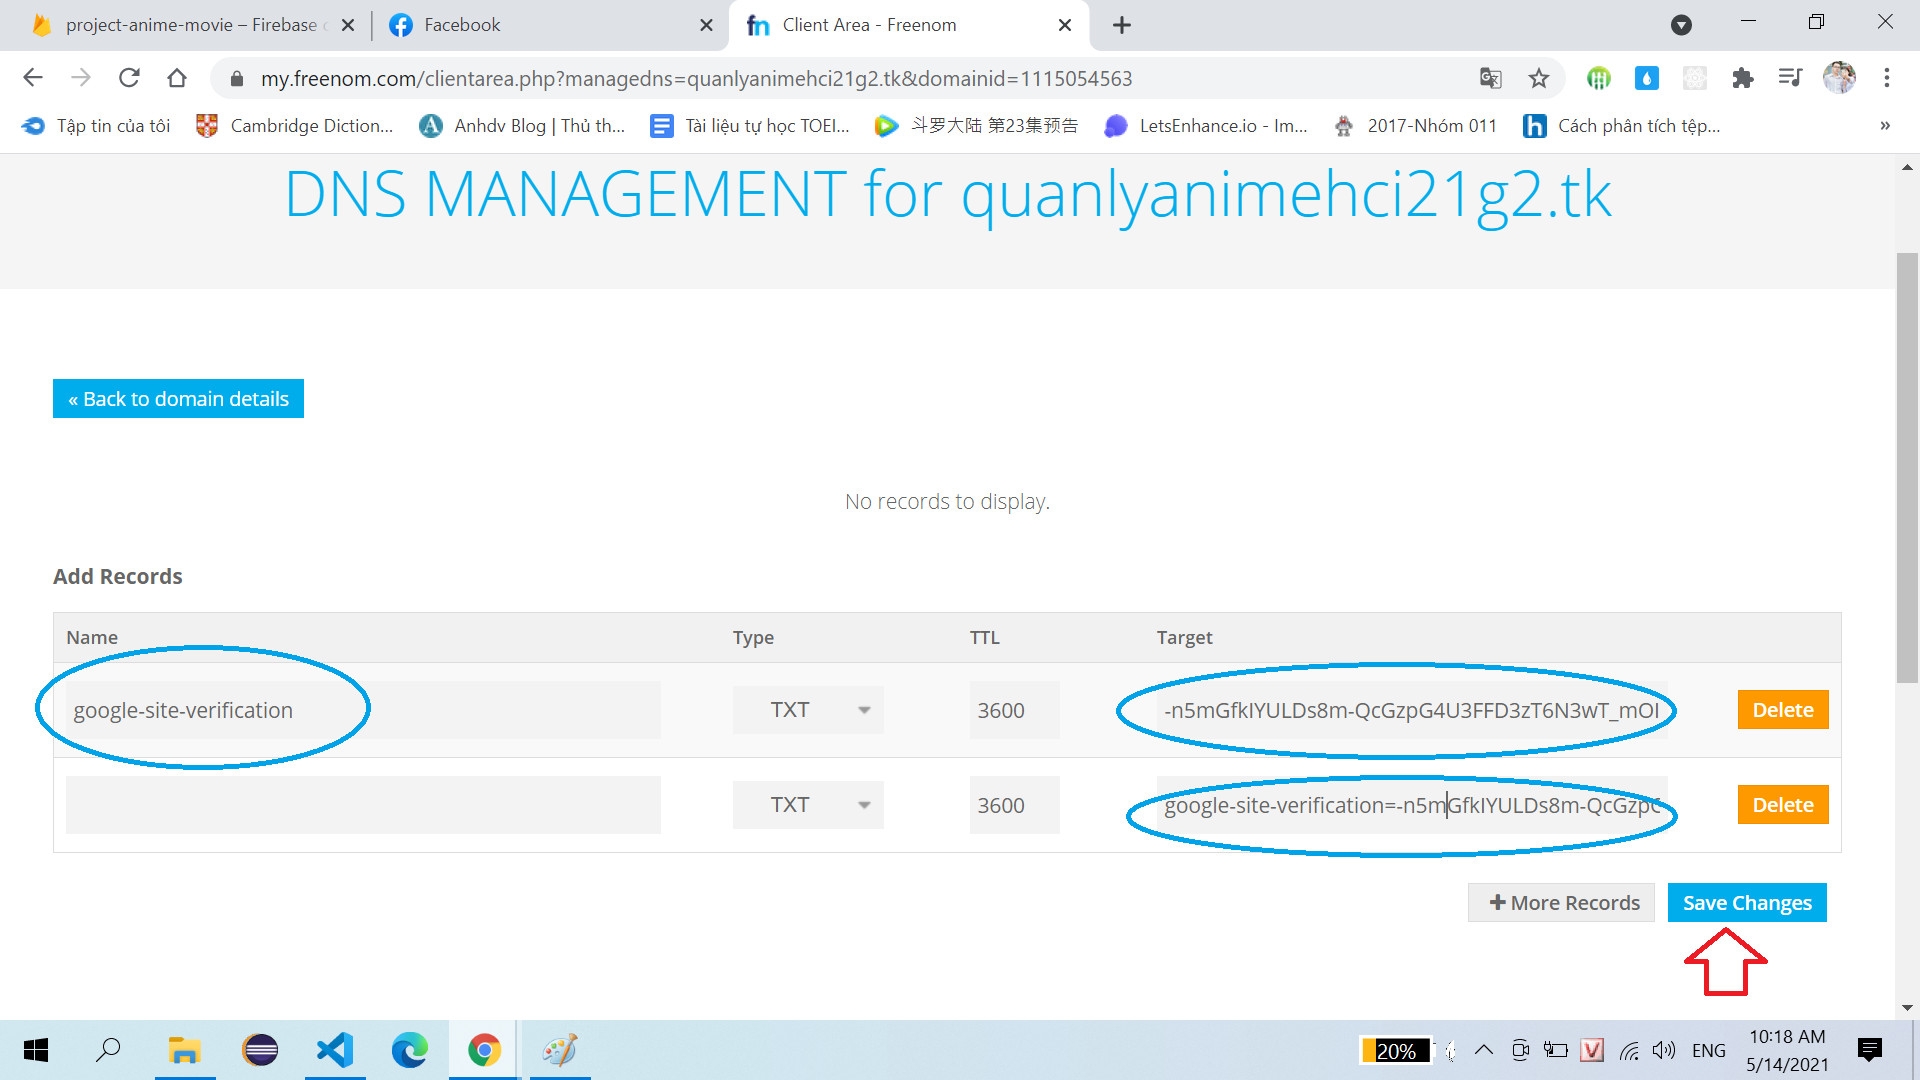 project-anime-movie – Firebase c
Facebook
Client Area - Freenom
my.freenom.com/clientarea.php?managedns=quanlyanimehci21g2.tk&domainid=1115054563
Tập tin của tôi
Cambridge Diction...
Anhdv Blog | Thủ th...
Tài liệu tự học TOEI...
斗罗大陆 第23集预告
LetsEnhance.io - Im...
2017-Nhóm 011
Cách phân tích tệp...
»
DNS MANAGEMENT for quanlyanimehci21g2.tk
« Back to domain details
No records to display.
Add Records
Name Type TTL Target
google-site-verification TXT 3600 -n5mGfkIYULDs8m-QcGzpG4U3FFD3zT6N3wT_mOI Delete
TXT 3600 google-site-verification=-n5mGfkIYULDs8m-QcGzpG Delete
+ More Records Save Changes
20%
ENG
10:18 AM
5/14/2021